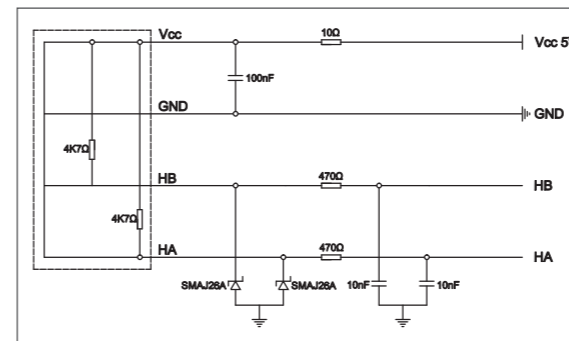 Vcc
10Ω
Vcc 5
100nF
GND
GND
4K7Ω
HB
470Ω
HB
4K7Ω
HA
470Ω
HA
SMAJ26A
SMAJ26A
10nF
10nF